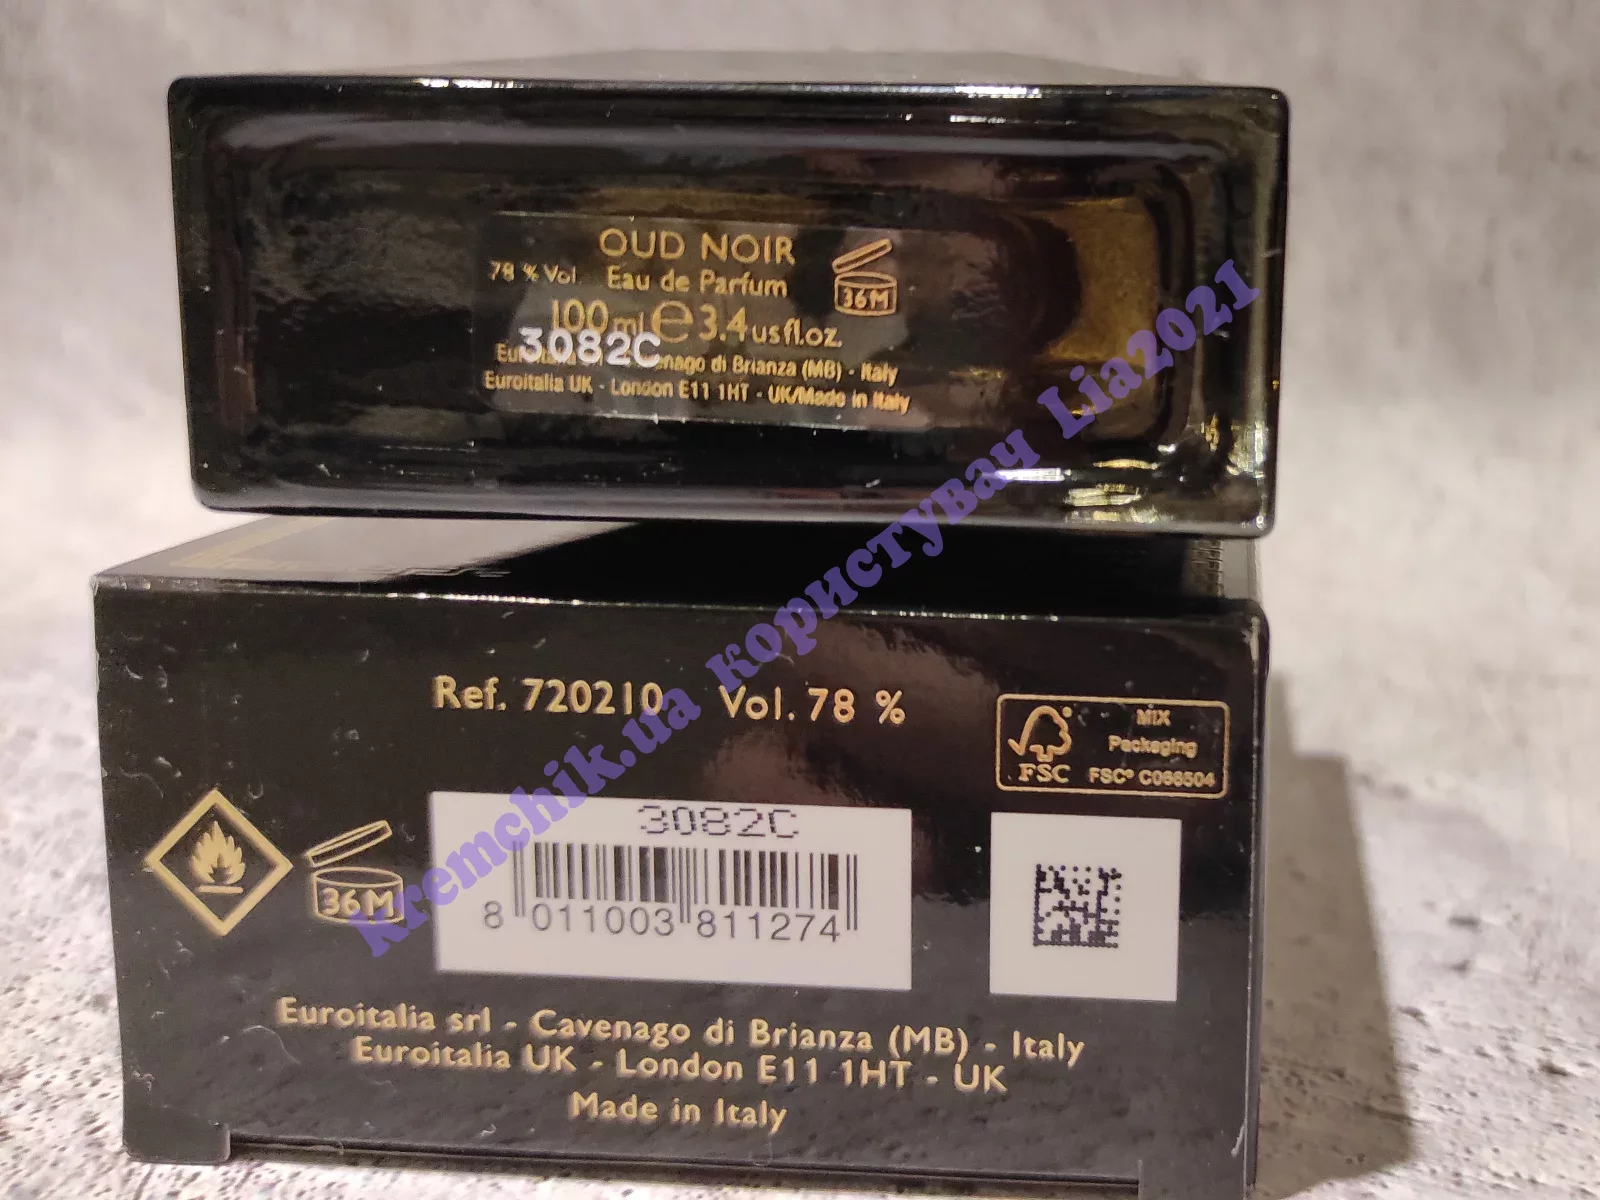 OUD NOIR
78 % Vol. Eau de Parfum
36M
100 ml e 3.4 us fl.oz.
3082C
Cavenago di Brianza (MB) - Italy
Euroitalia UK - London E11 1HT - UK/Made in Italy
kremchik.ua користувач Lia2021
Ref. 720210 Vol. 78 %
MIX
Packaging
FSC
FSC® C068504
3082C
36M
8 011003 811274
Euroitalia srl - Cavenago di Brianza (MB) - Italy
Euroitalia UK - London E11 1HT - UK
Made in Italy